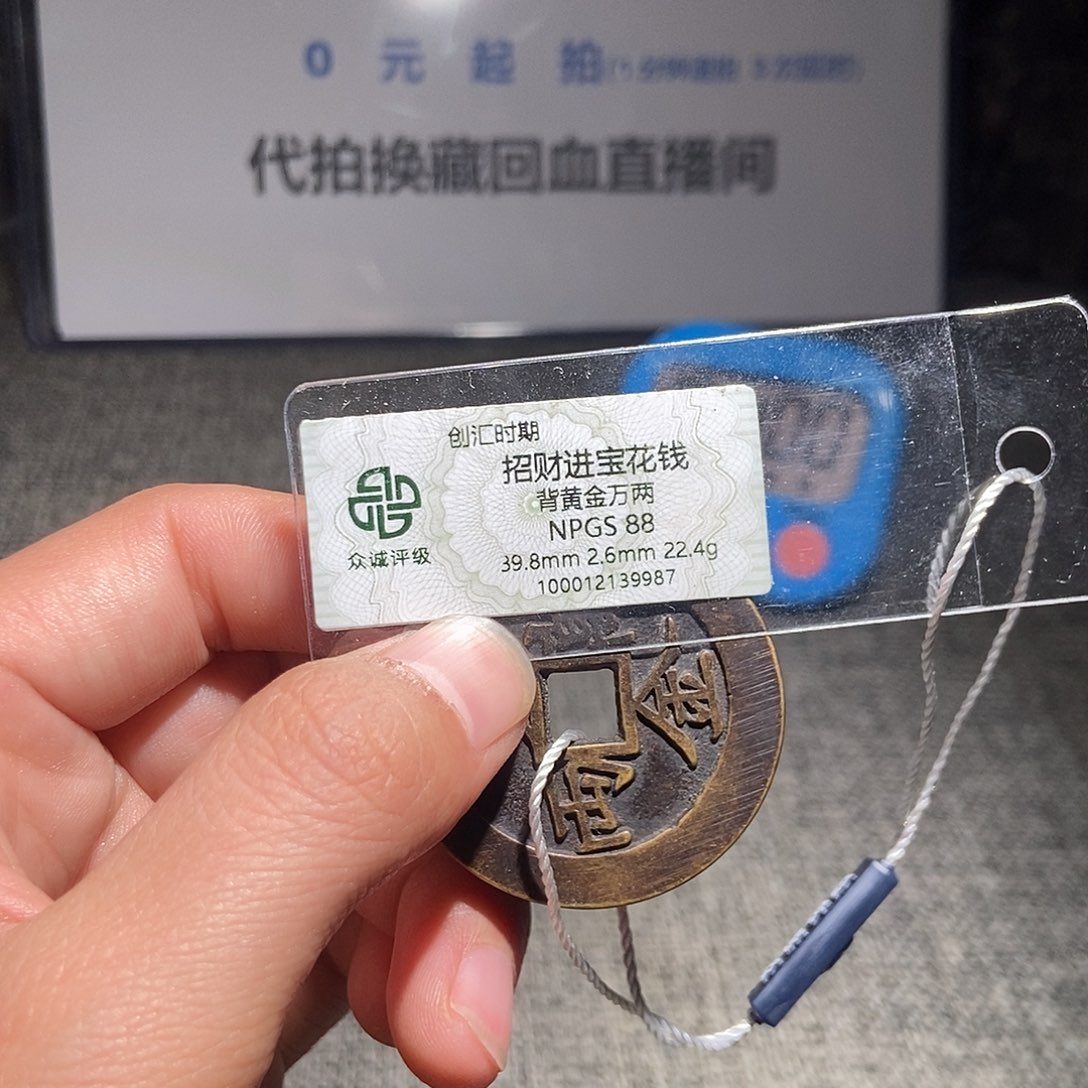 0 元 起 拍
代拍换藏回血直播间
创汇时期
招财进宝花钱
背黄金万两
NPGS 88
39.8mm 2.6mm 22.4g
100012139987
众诚评级
金
两